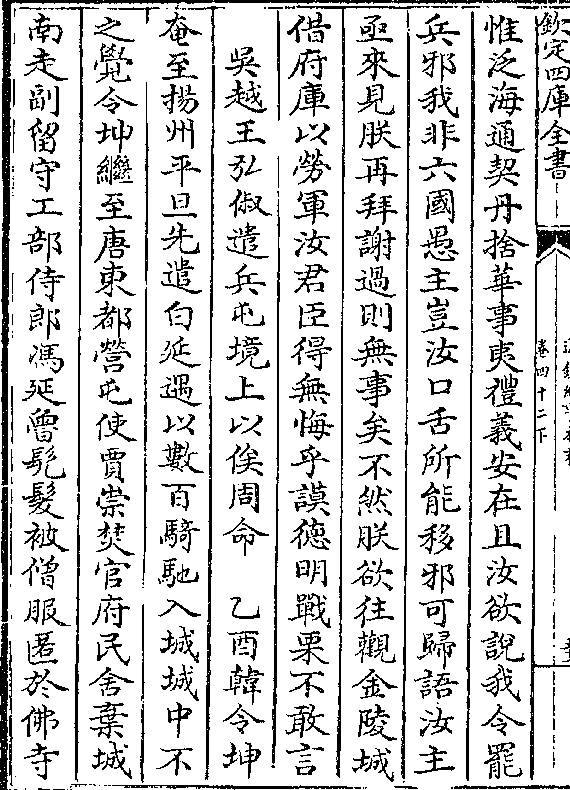 欽定四庫全書
卷四十二下
惟泛海通契丹捨華事夷禮義安在且汝欲說我令罷
兵邪我非六國愚主豈汝口舌所能移邪可歸語汝主
亟來見朕再拜謝過則無事矣不然朕欲往觀金陵城
借府庫以勞軍汝君臣得無悔乎謨德明戰栗不敢言
吳越王弘俶遣兵屯境上以俟周命 乙酉韓令坤
奄至揚州平旦先遣白延遇以數百騎馳入城城中不
之覺令坤繼至唐東都營屯使賈崇焚官府民舍棄城
南走副留守工部侍郎馮延魯髡髮被僧服匿於佛寺